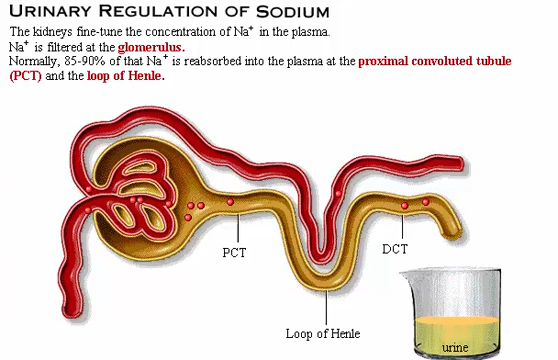 URINARY REGULATION OF SODIUM
The kidneys fine-tune the concentration of Na⁺ in the plasma.
Na⁺ is filtered at the glomerulus.
Normally, 85-90% of that Na⁺ is reabsorbed into the plasma at the proximal convoluted tubule
(PCT) and the loop of Henle.
PCT
DCT
Loop of Henle
urine